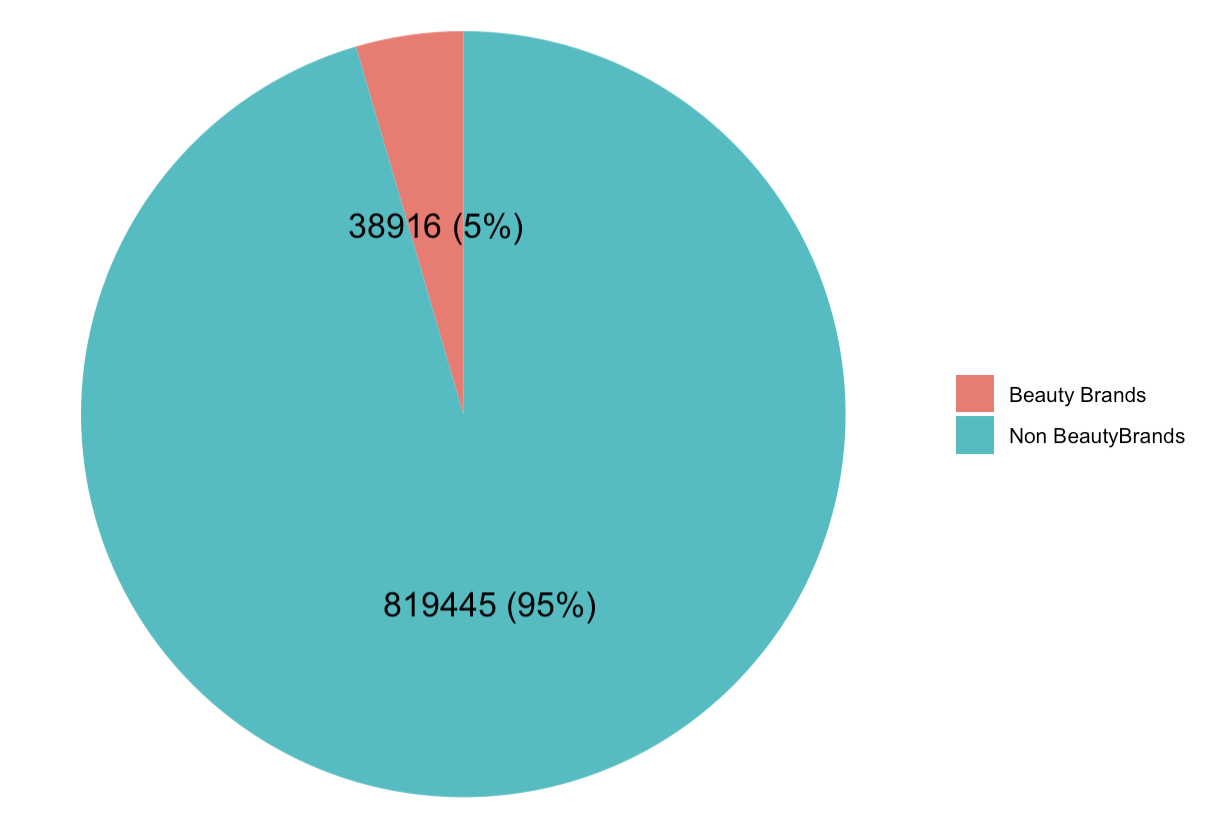 38916 (5%)
819445 (95%)
Beauty Brands
Non BeautyBrands